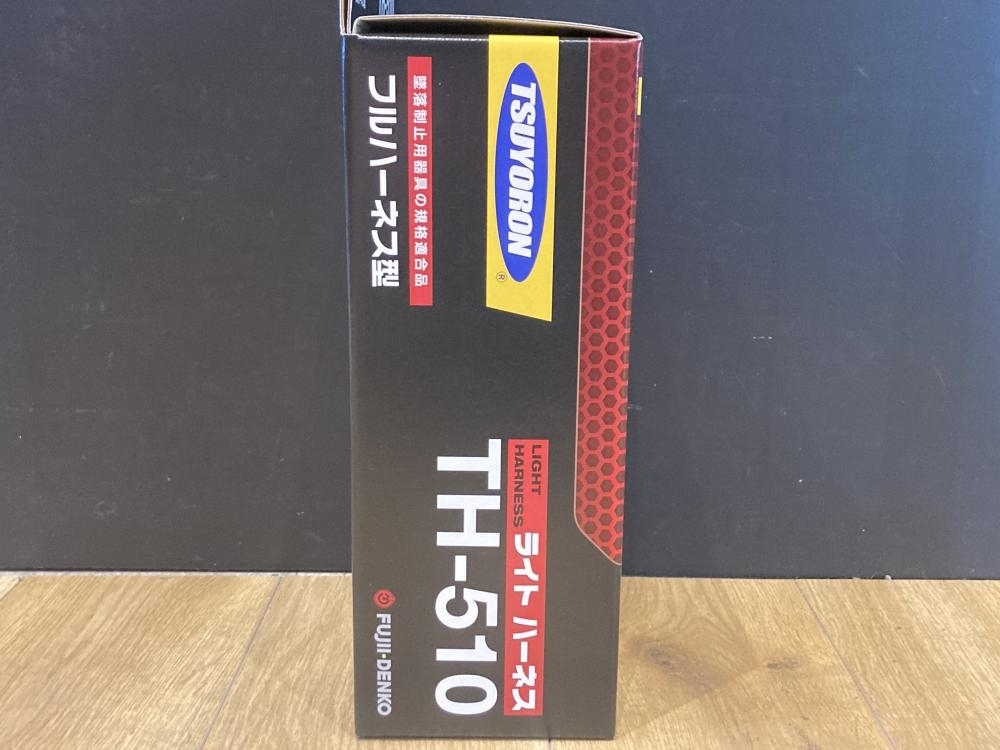 TSUYORON
®
墜落制止用器具の規格適合品
フルハーネス型
LIGHT
HARNESS
ライト ハーネス
TH-510
FUJII-DENKO